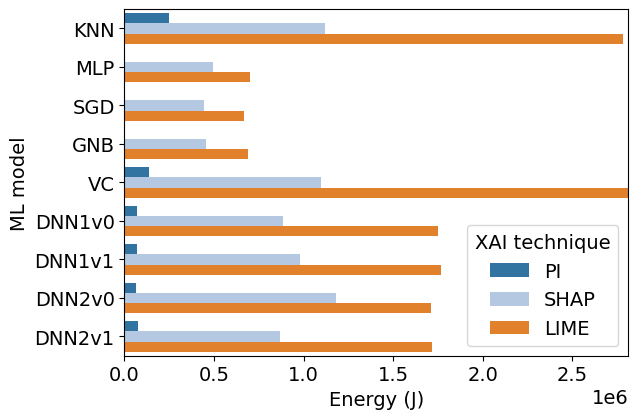 KNN
MLP
SGD
GNB
VC
DNN1v0
DNN1v1
DNN2v0
DNN2v1
ML model
XAI technique
PI
SHAP
LIME
0.0 0.5 1.0 1.5 2.0 2.5
1e6
Energy (J)